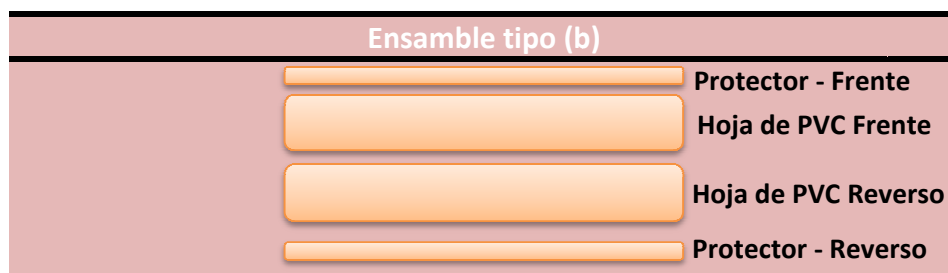 Ensamble tipo (b)
Protector - Frente
Hoja de PVC Frente
Hoja de PVC Reverso
Protector - Reverso